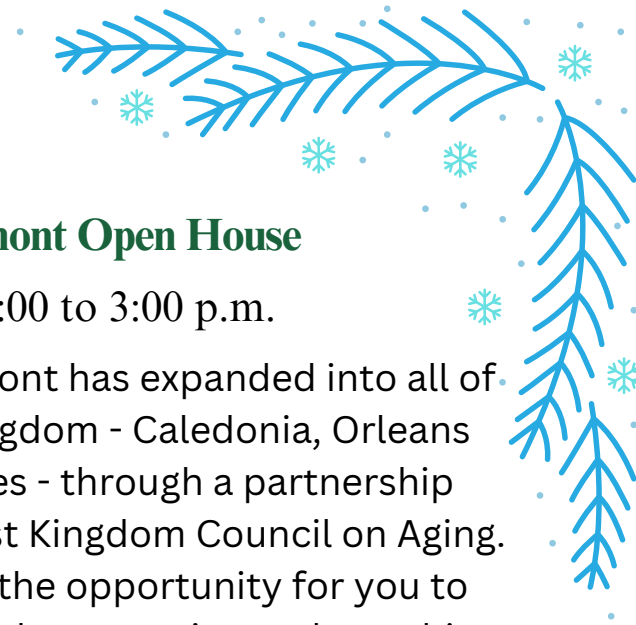 mont Open House
:00 to 3:00 p.m.
ont has expanded into all of
gdom - Caledonia, Orleans
es - through a partnership
st Kingdom Council on Aging.
the opportunity for you to